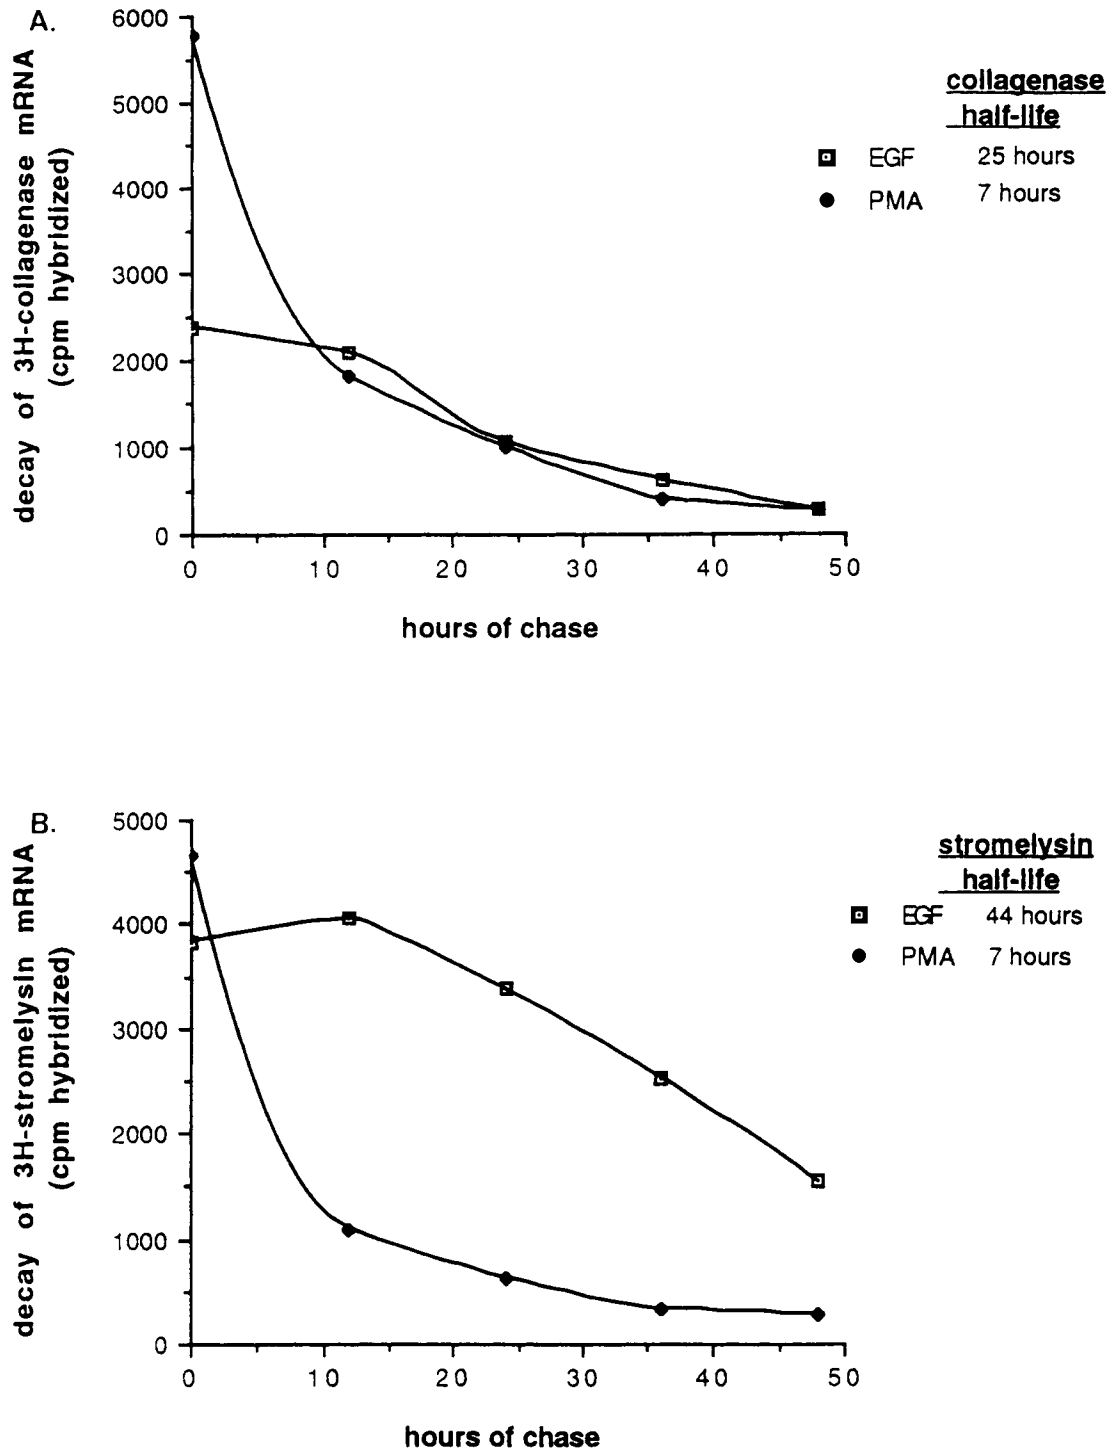 A.
decay of 3H-collagenase mRNA
(cpm hybridized)
6000
5000
4000
3000
2000
1000
0
0 10 20 30 40 50
hours of chase
collagenase
half-life
EGF 25 hours
PMA 7 hours
B.
decay of 3H-stromelysin mRNA
(cpm hybridized)
5000
4000
3000
2000
1000
0
0 10 20 30 40 50
hours of chase
stromelysin
half-life
EGF 44 hours
PMA 7 hours